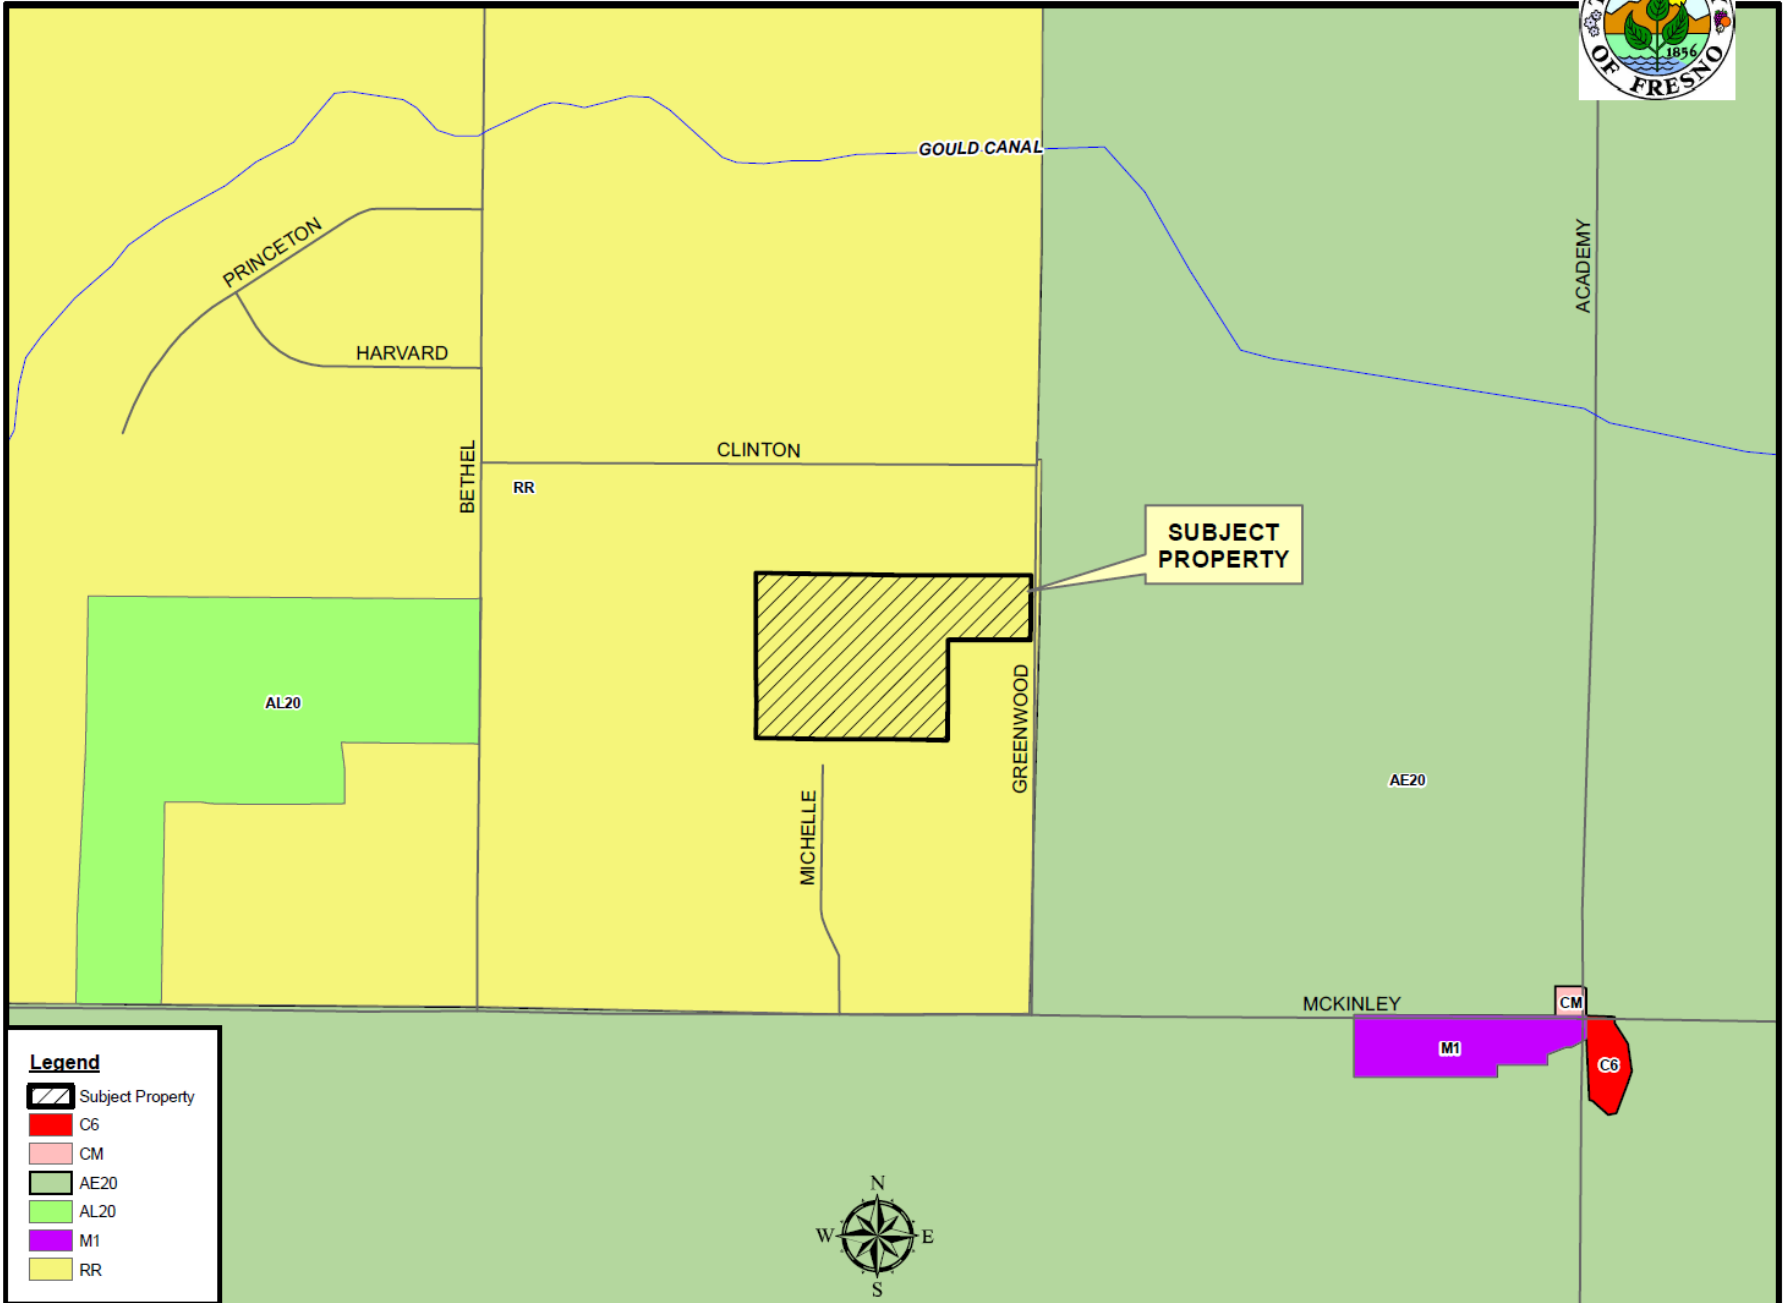 1856
OF FRESNO
GOULD CANAL
PRINCETON
ACADEMY
HARVARD
BETHEL
CLINTON
RR
SUBJECT
PROPERTY
AL20
GREENWOOD
AE20
MICHELLE
MCKINLEY
CM
M1
C6
Legend
Subject Property
C6
CM
AE20
AL20
M1
RR
N
W
E
S